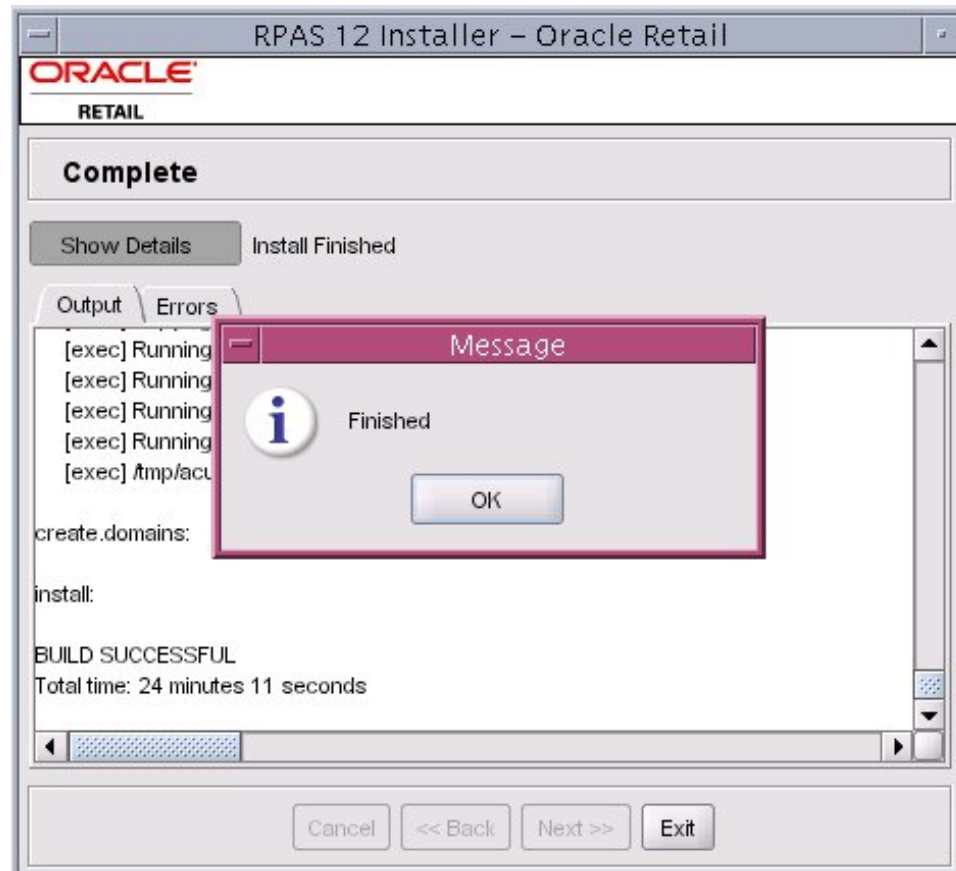 RPAS 12 Installer – Oracle Retail
ORACLE
RETAIL
Complete
Show Details Install Finished
Output Errors
[exec] Running
[exec] Running
[exec] Running
[exec] Running
[exec] /tmp/acu
Message
Finished
OK
create.domains:
install:
BUILD SUCCESSFUL
Total time: 24 minutes 11 seconds
Cancel << Back Next >> Exit